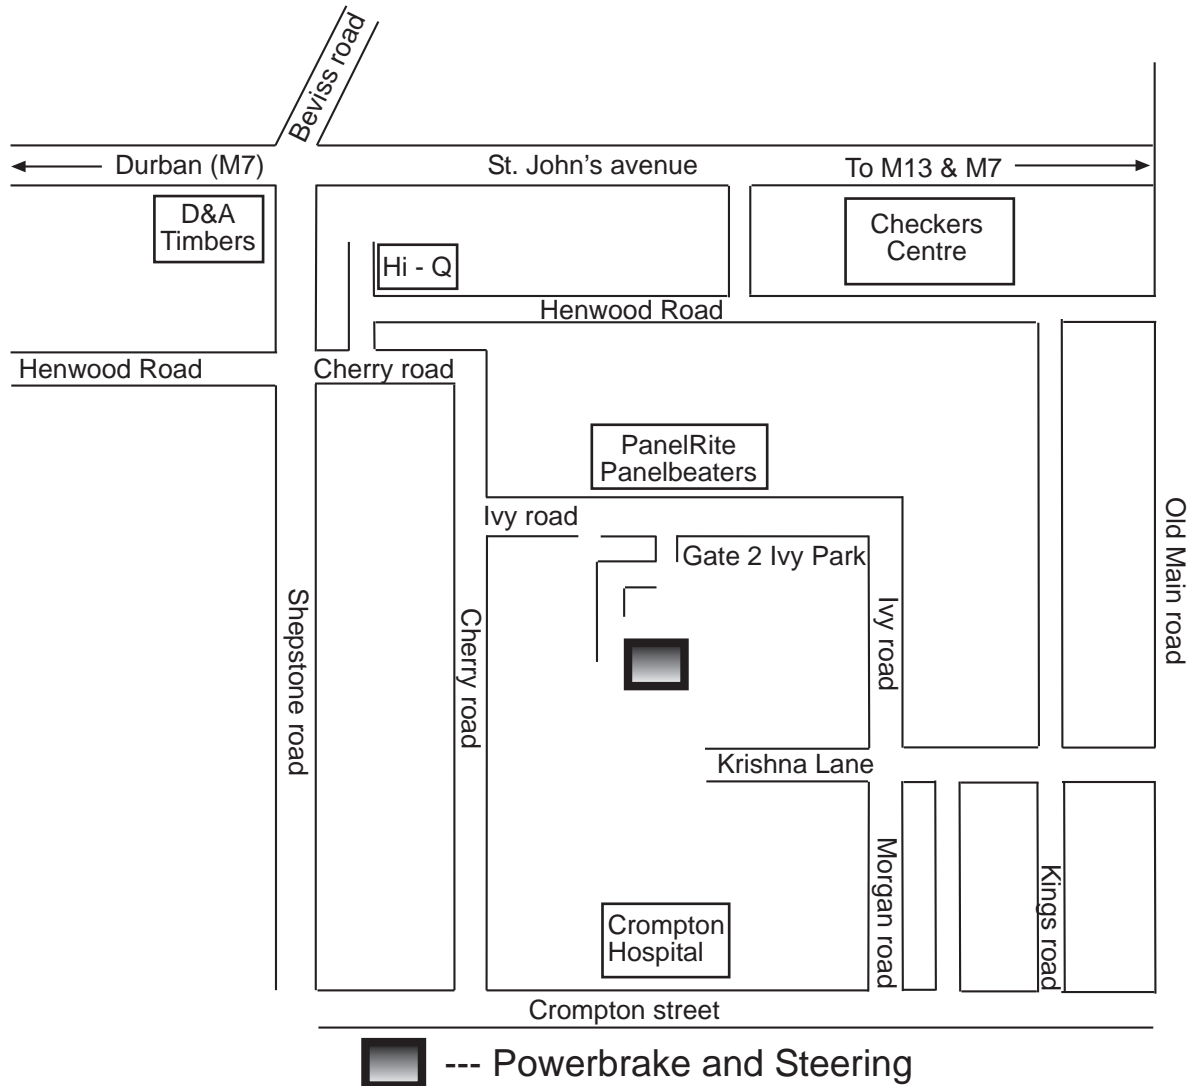 Beviss road
Durban (M7)
St. John's avenue
To M13 & M7
D&A
Timbers
Checkers
Centre
Hi - Q
Henwood Road
Henwood Road
Cherry road
PanelRite
Panelbeaters
Ivy road
Gate 2 Ivy Park
Old Main road
Shepstone road
Cherry road
Ivy road
Krishna Lane
Morgan road
Kings road
Crompton
Hospital
Crompton street
--- Powerbrake and Steering